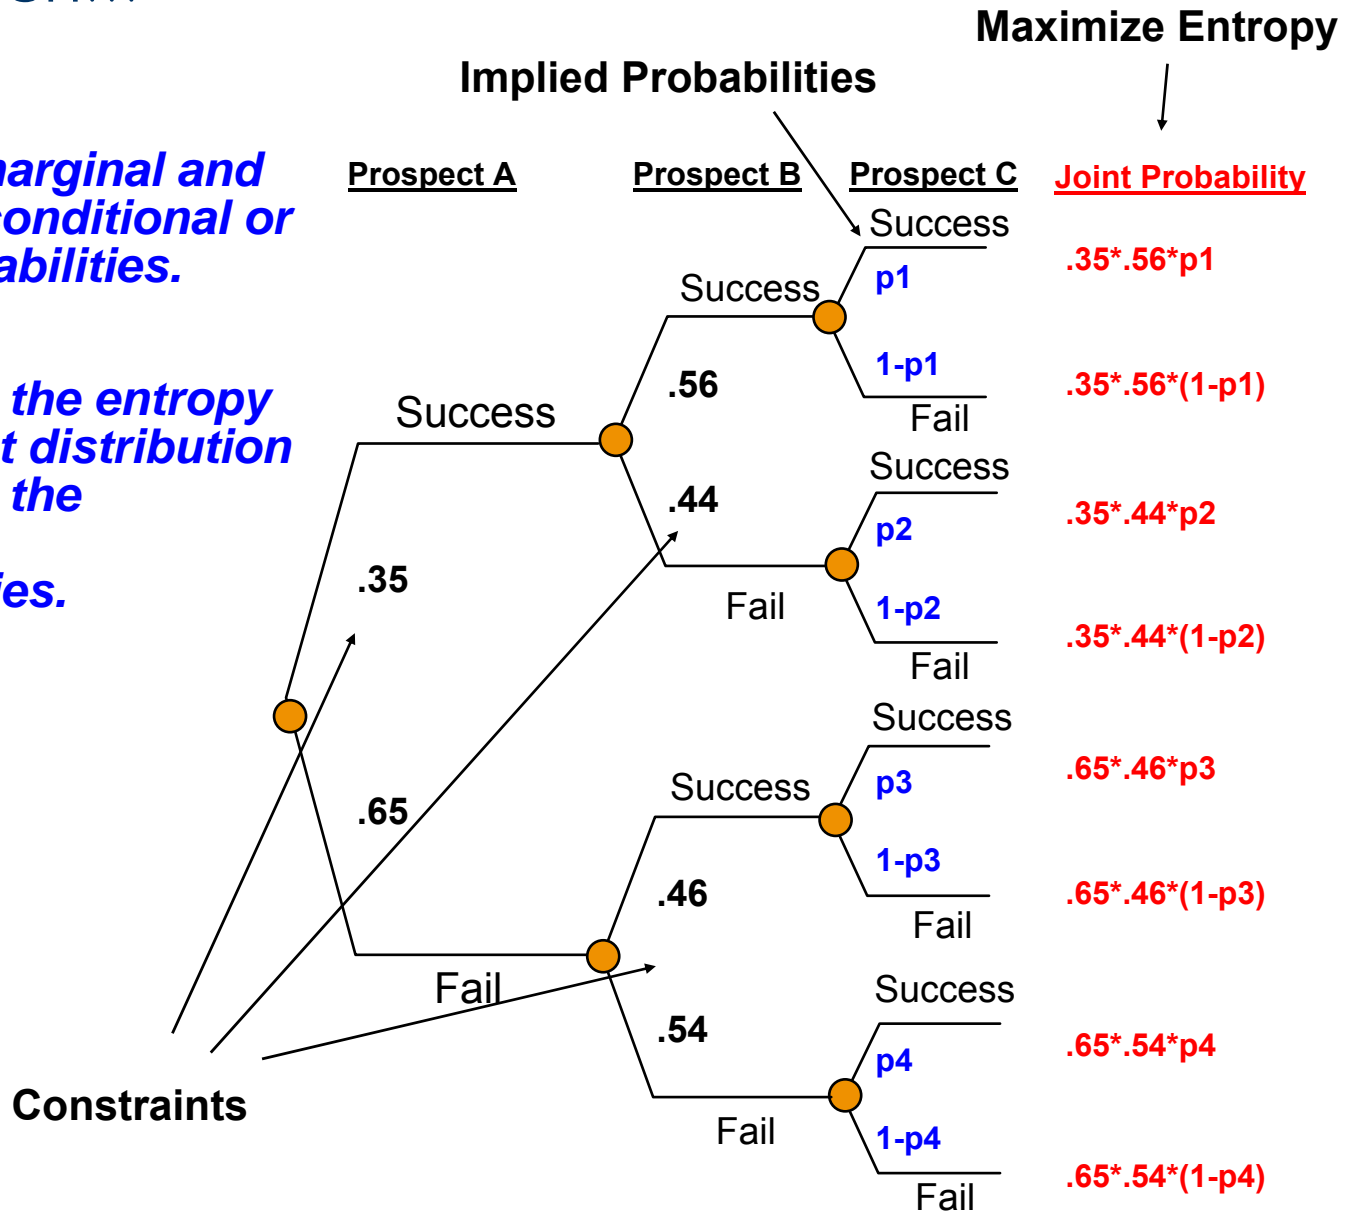 Maximize Entropy
Implied Probabilities
marginal and
conditional or
abilities.
the entropy
t distribution
the
ies.
Prospect A
Prospect B
Prospect C
Joint Probability
Success
p1
.35*.56*p1
Success
1-p1
.35*.56*(1-p1)
.56
Fail
Success
Success
.44
p2
.35*.44*p2
.35
Fail
1-p2
.35*.44*(1-p2)
Fail
Success
p3
.65*.46*p3
Success
.65
1-p3
.65*.46*(1-p3)
.46
Fail
Fail
Success
.54
p4
.65*.54*p4
Fail
1-p4
.65*.54*(1-p4)
Fail
Constraints